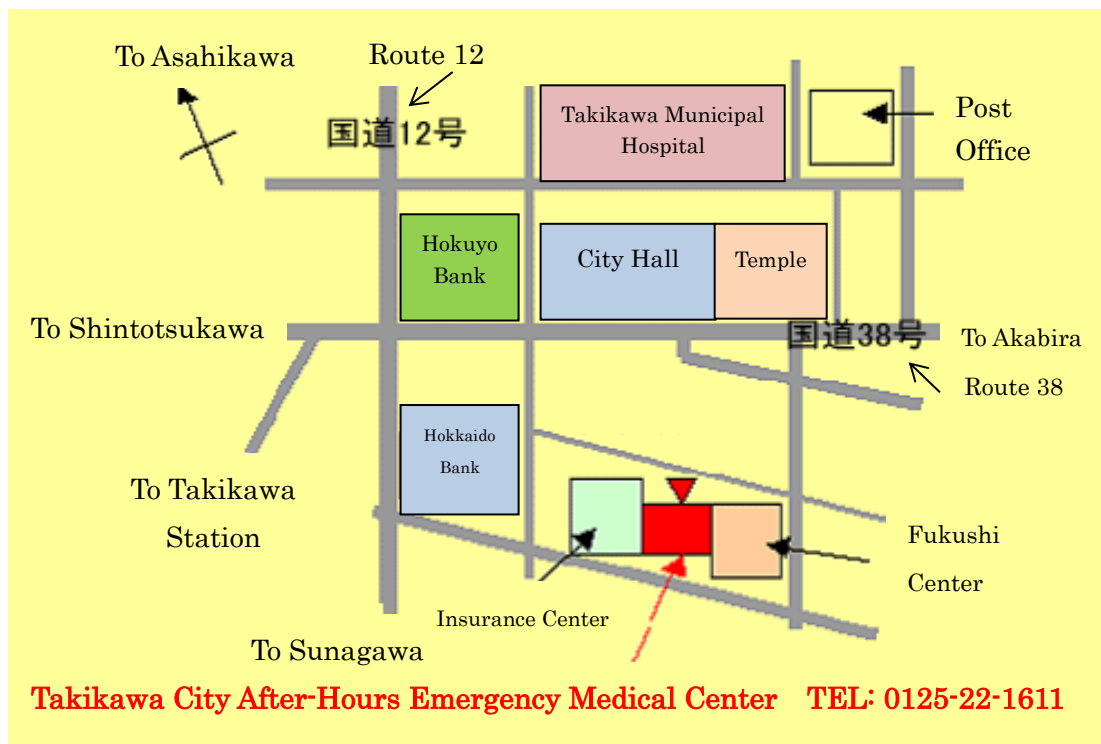 To Asahikawa
Route 12
国道12号
Takikawa Municipal
Hospital
Post
Office
Hokuyo
Bank
City Hall
Temple
To Shintotsukawa
国道38号
To Akabira
Route 38
Hokkaido
Bank
To Takikawa
Station
Fukushi
Center
Insurance Center
To Sunagawa
Takikawa City After-Hours Emergency Medical Center TEL: 0125-22-1611